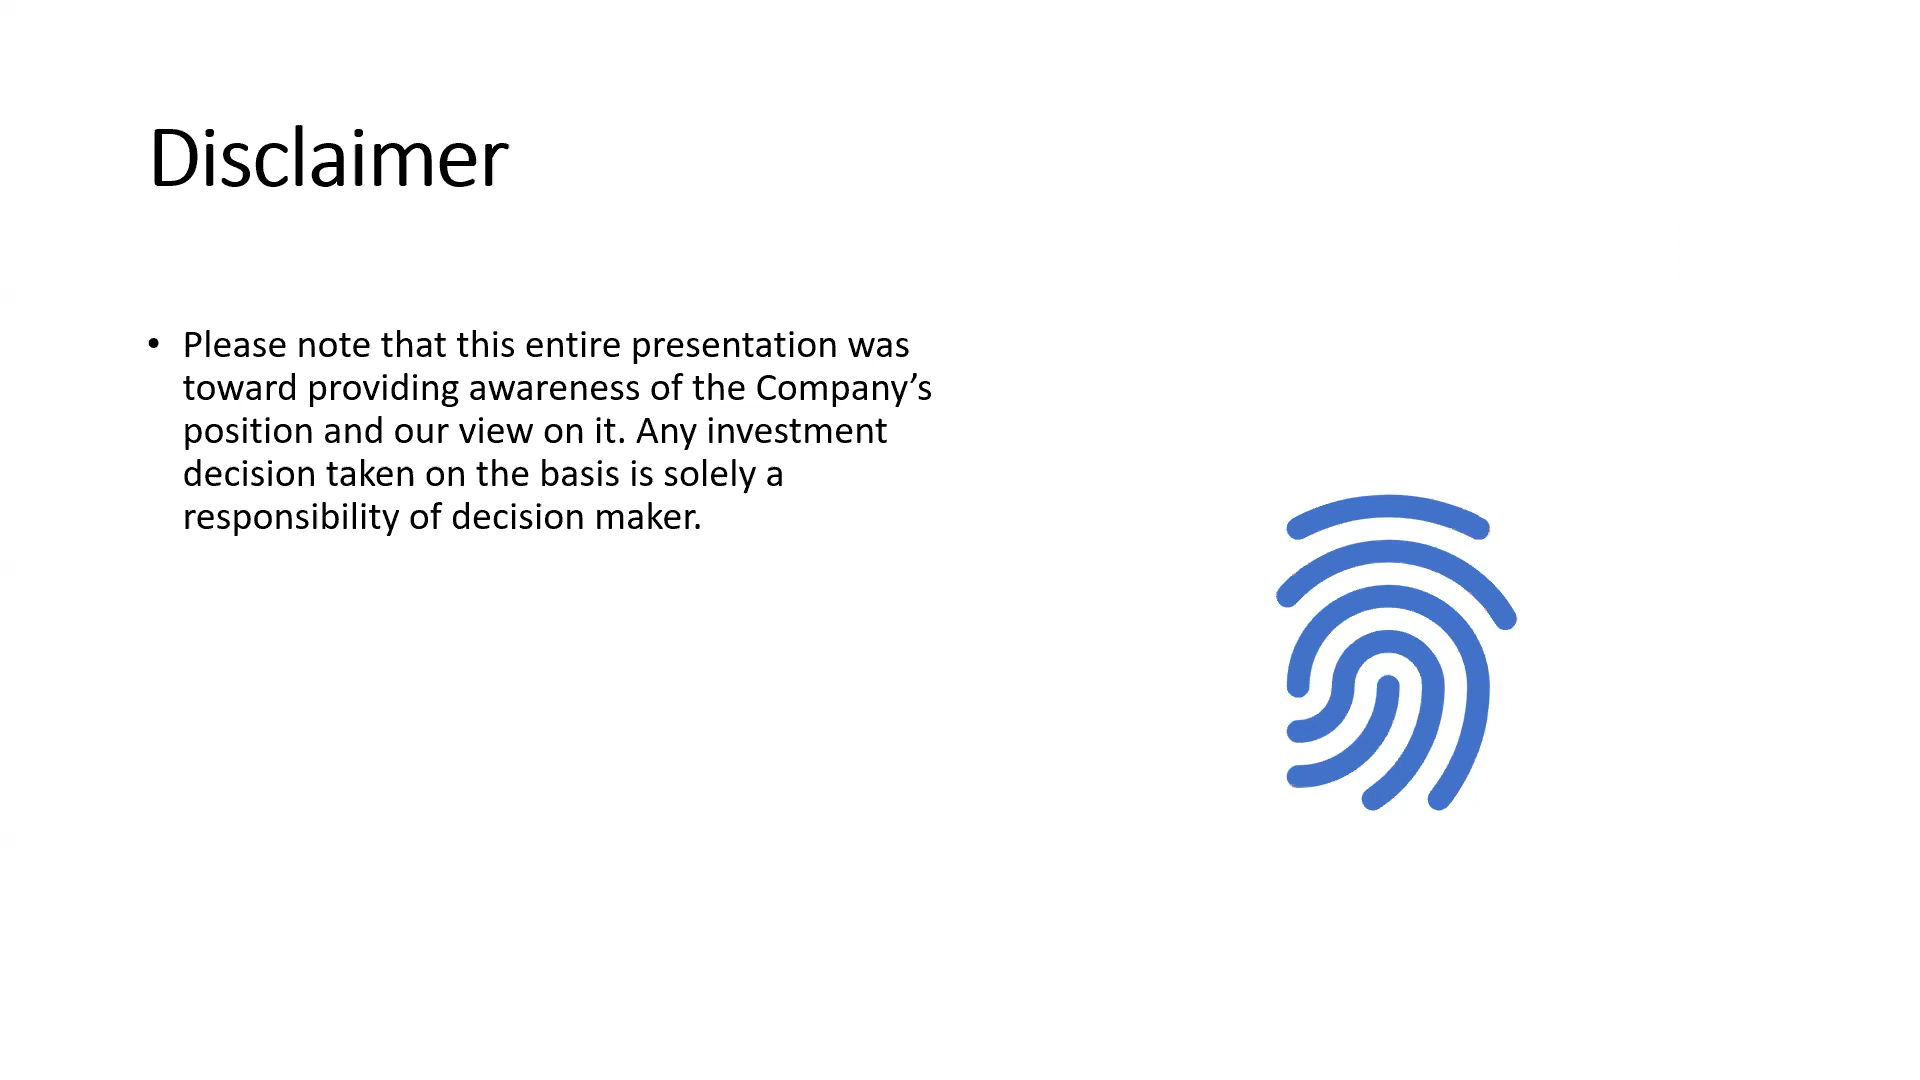 Disclaimer
• Please note that this entire presentation was
toward providing awareness of the Company’s
position and our view on it. Any investment
decision taken on the basis is solely a
responsibility of decision maker.